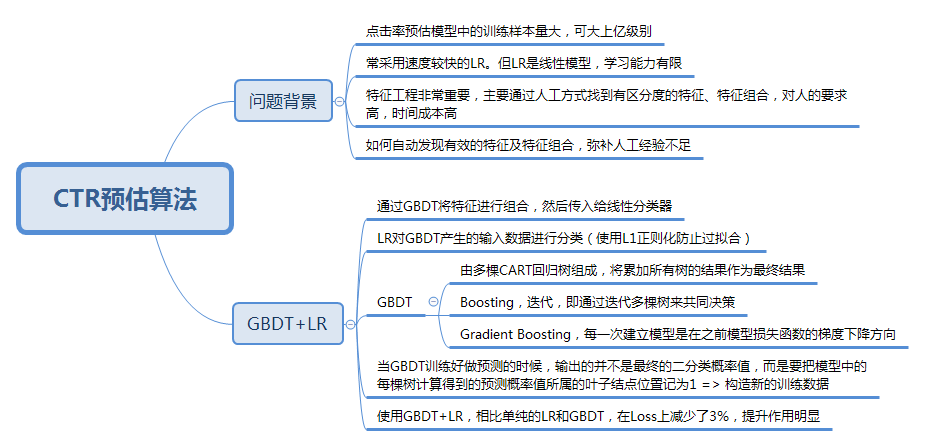 CTR预估算法
问题背景
点击率预估模型中的训练样本量大，可大上亿级别
常采用速度较快的LR。但LR是线性模型，学习能力有限
特征工程非常重要，主要通过人工方式找到有区分度的特征、特征组合，对人的要求
高，时间成本高
如何自动发现有效的特征及特征组合，弥补人工经验不足
GBDT+LR
通过GBDT将特征进行组合，然后传入给线性分类器
LR对GBDT产生的输入数据进行分类（使用L1正则化防止过拟合）
GBDT
由多棵CART回归树组成，将累加所有树的结果作为最终结果
Boosting，迭代，即通过迭代多棵树来共同决策
Gradient Boosting，每一次建立模型是在之前模型损失函数的梯度下降方向
当GBDT训练好做预测的时候，输出的并不是最终的二分类概率值，而是要把模型中的
每棵树计算得到的预测概率值所属的叶子结点位置记为1 => 构造新的训练数据
使用GBDT+LR，相比单纯的LR和GBDT，在Loss上减少了3%，提升作用明显